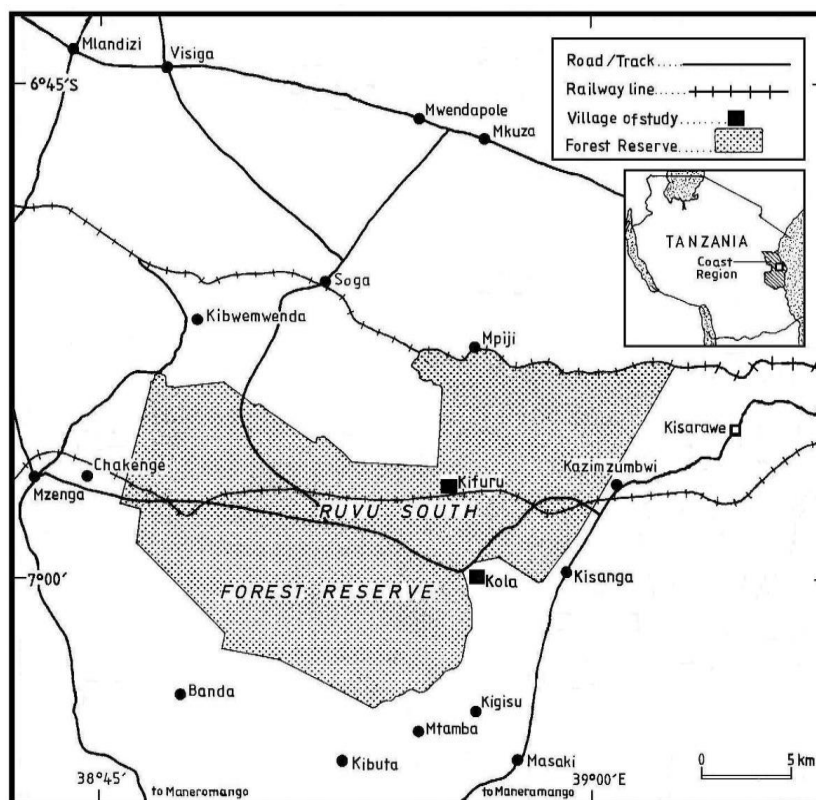 Mlandizi
Visiga
6°45'S
Mwendapole
Mkuza
Road/Track....
Railway line
Village of study.......
Forest Reserve.....
TANZANIA
Coast
Region
Soga
Kibwemwenda
Mpiji
Kisarawe
Kazimzumbwi
Chakenge
Mzenga
Kifuru
RUVU SOUTH
7°00'
Kola
Kisanga
FOREST RESERVE
Banda
Kigisu
Mtamba
Kibuta
Masaki
0 5 km
38°45'
to Maneromango
to Maneramango
39°00'E